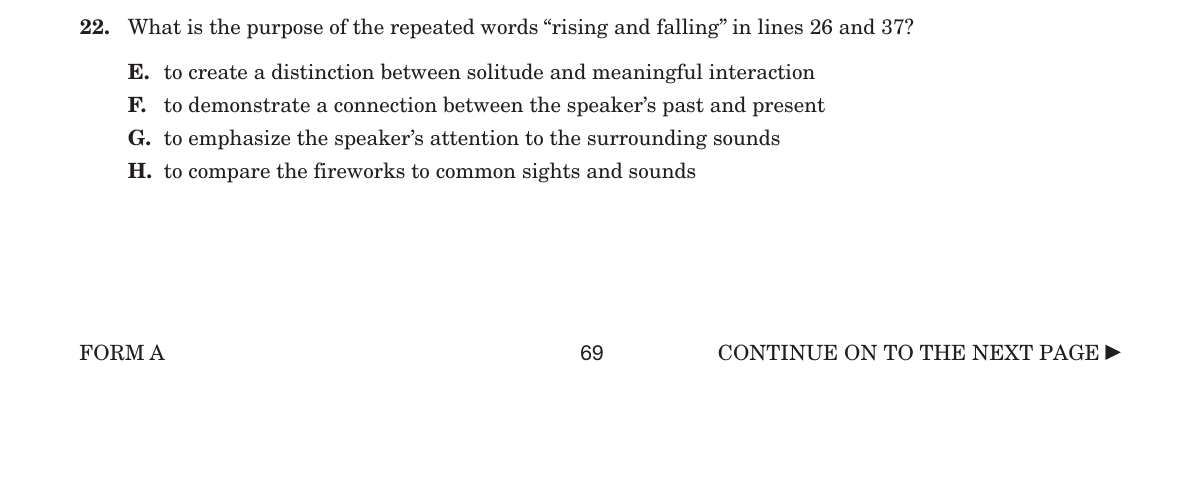 22. What is the purpose of the repeated words “rising and falling” in lines 26 and 37?
E. to create a distinction between solitude and meaningful interaction
F. to demonstrate a connection between the speaker’s past and present
G. to emphasize the speaker’s attention to the surrounding sounds
H. to compare the fireworks to common sights and sounds
FORM A 69 CONTINUE ON TO THE NEXT PAGE ▶